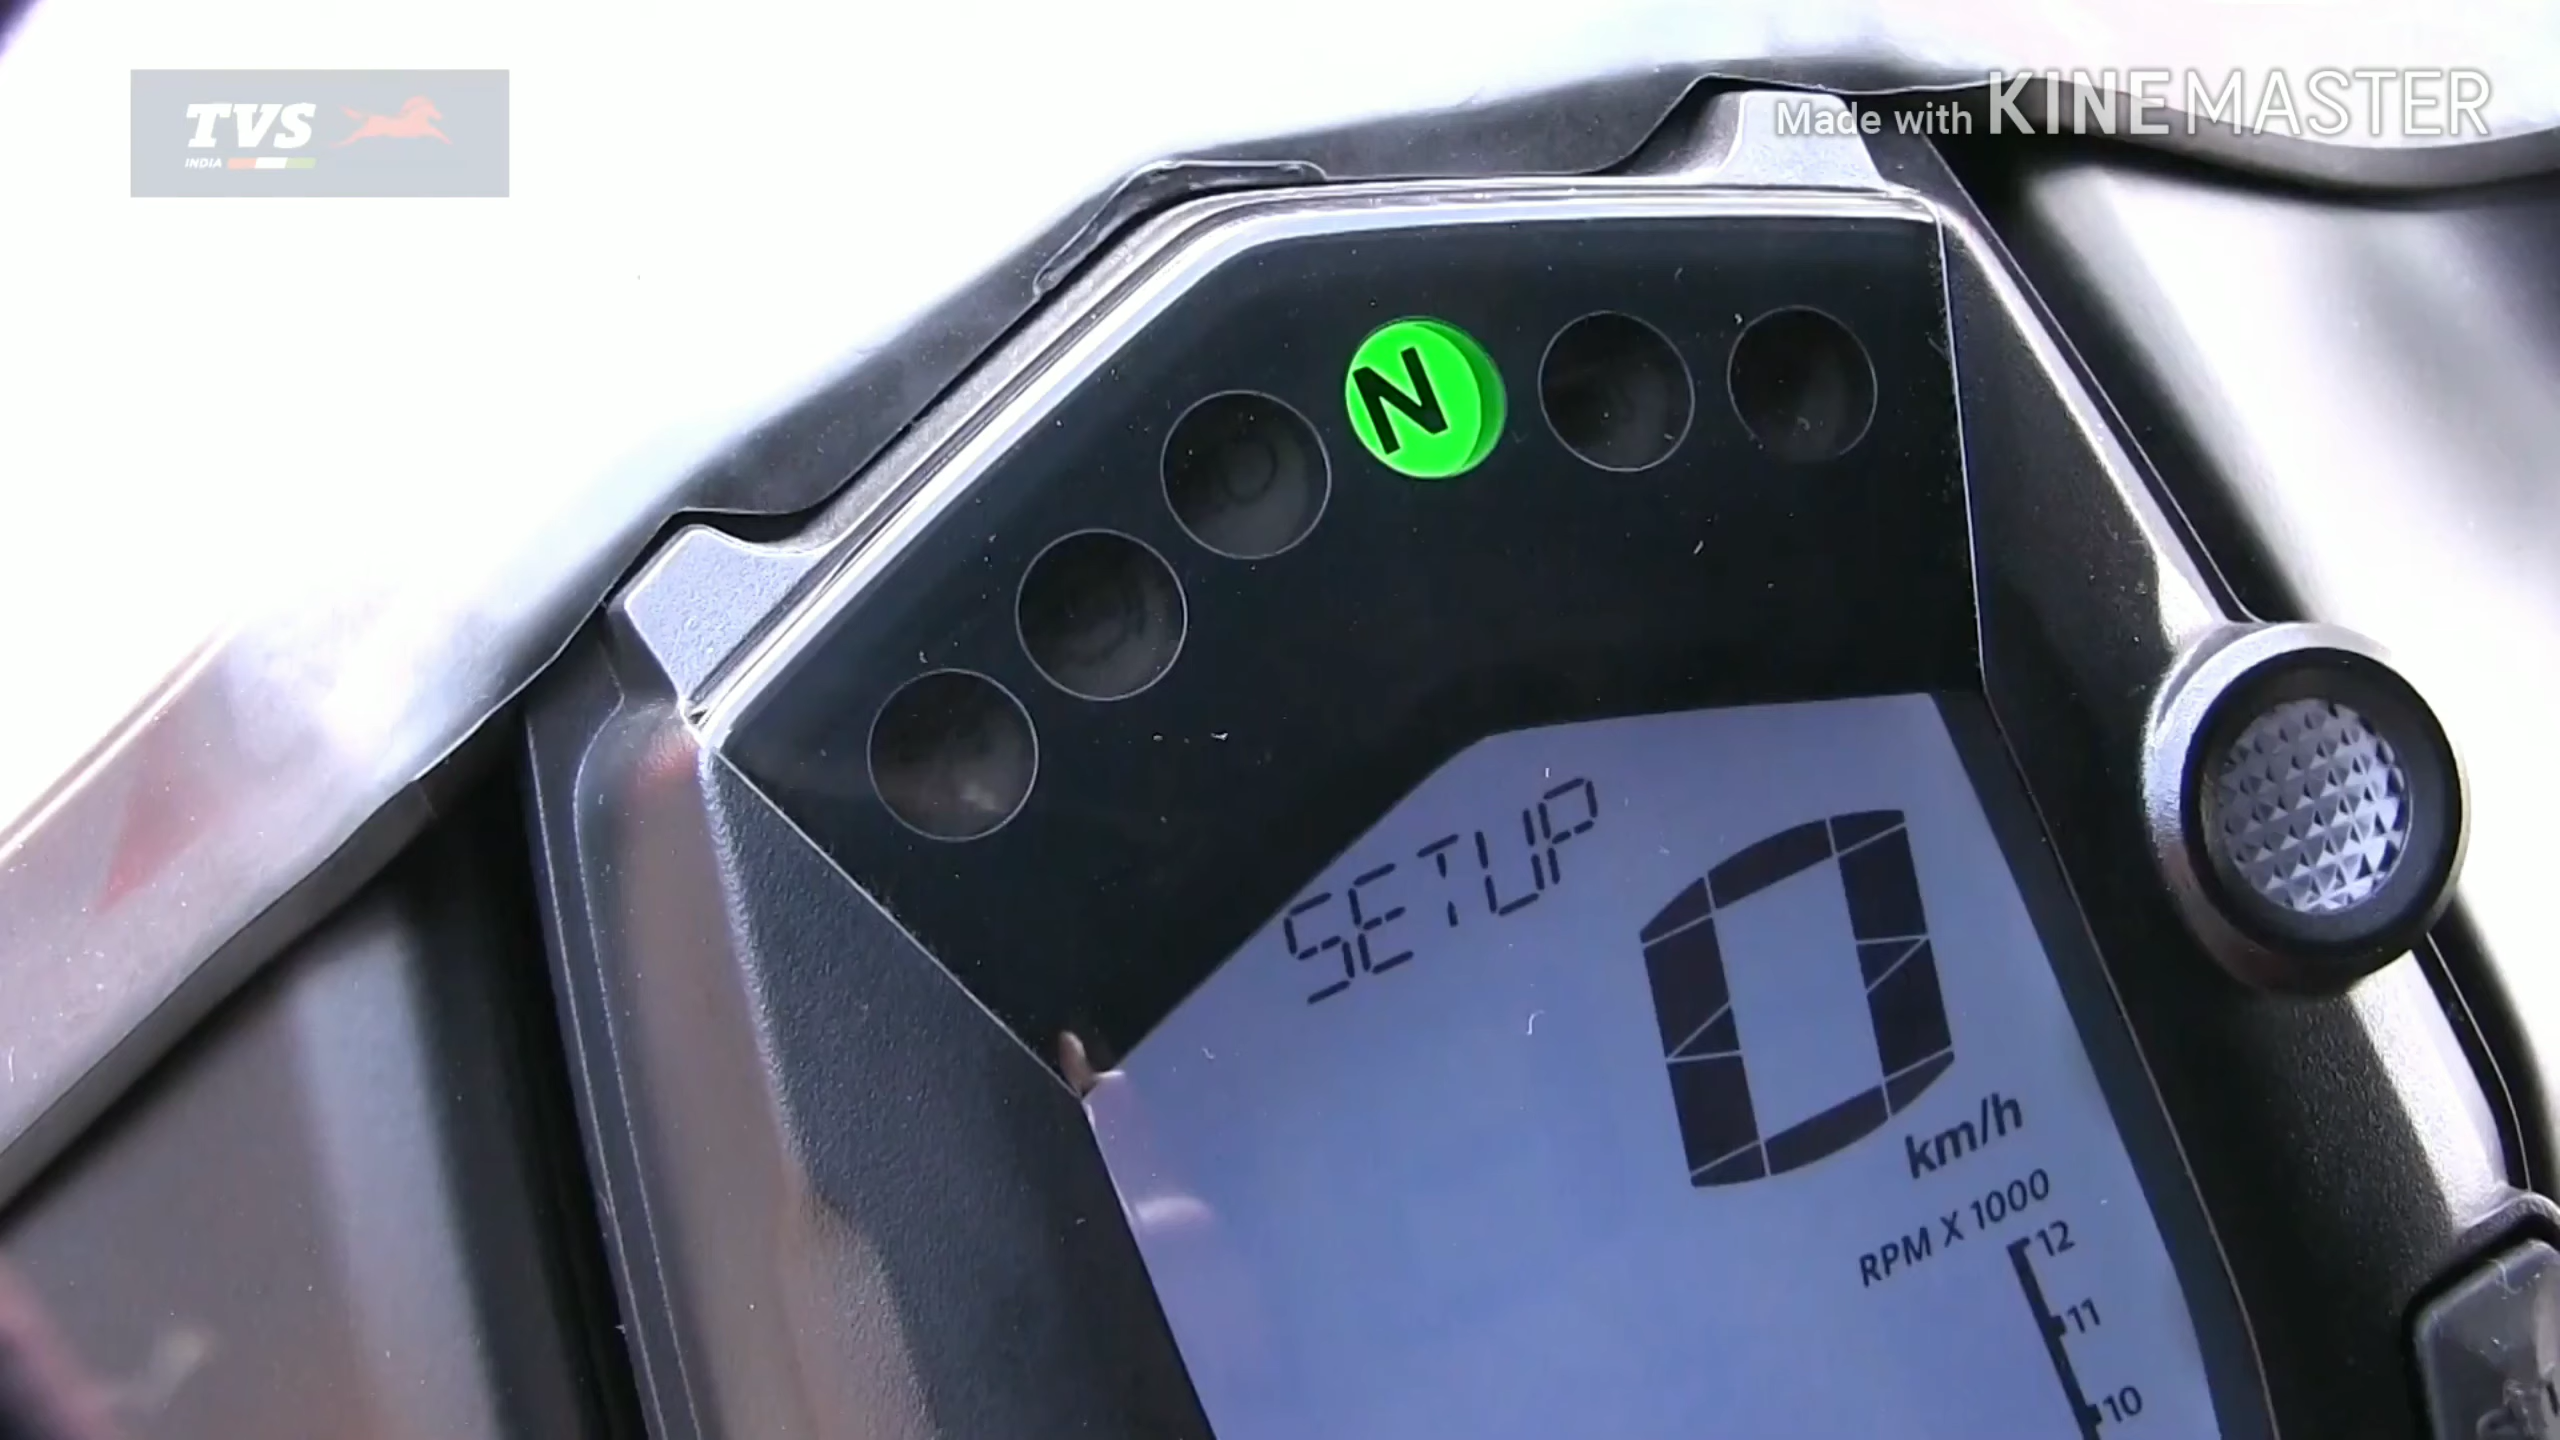 TVS
INDIA
Made with KINEMASTER
N
SETUP
0
km/h
RPM X 1000
12
11
10